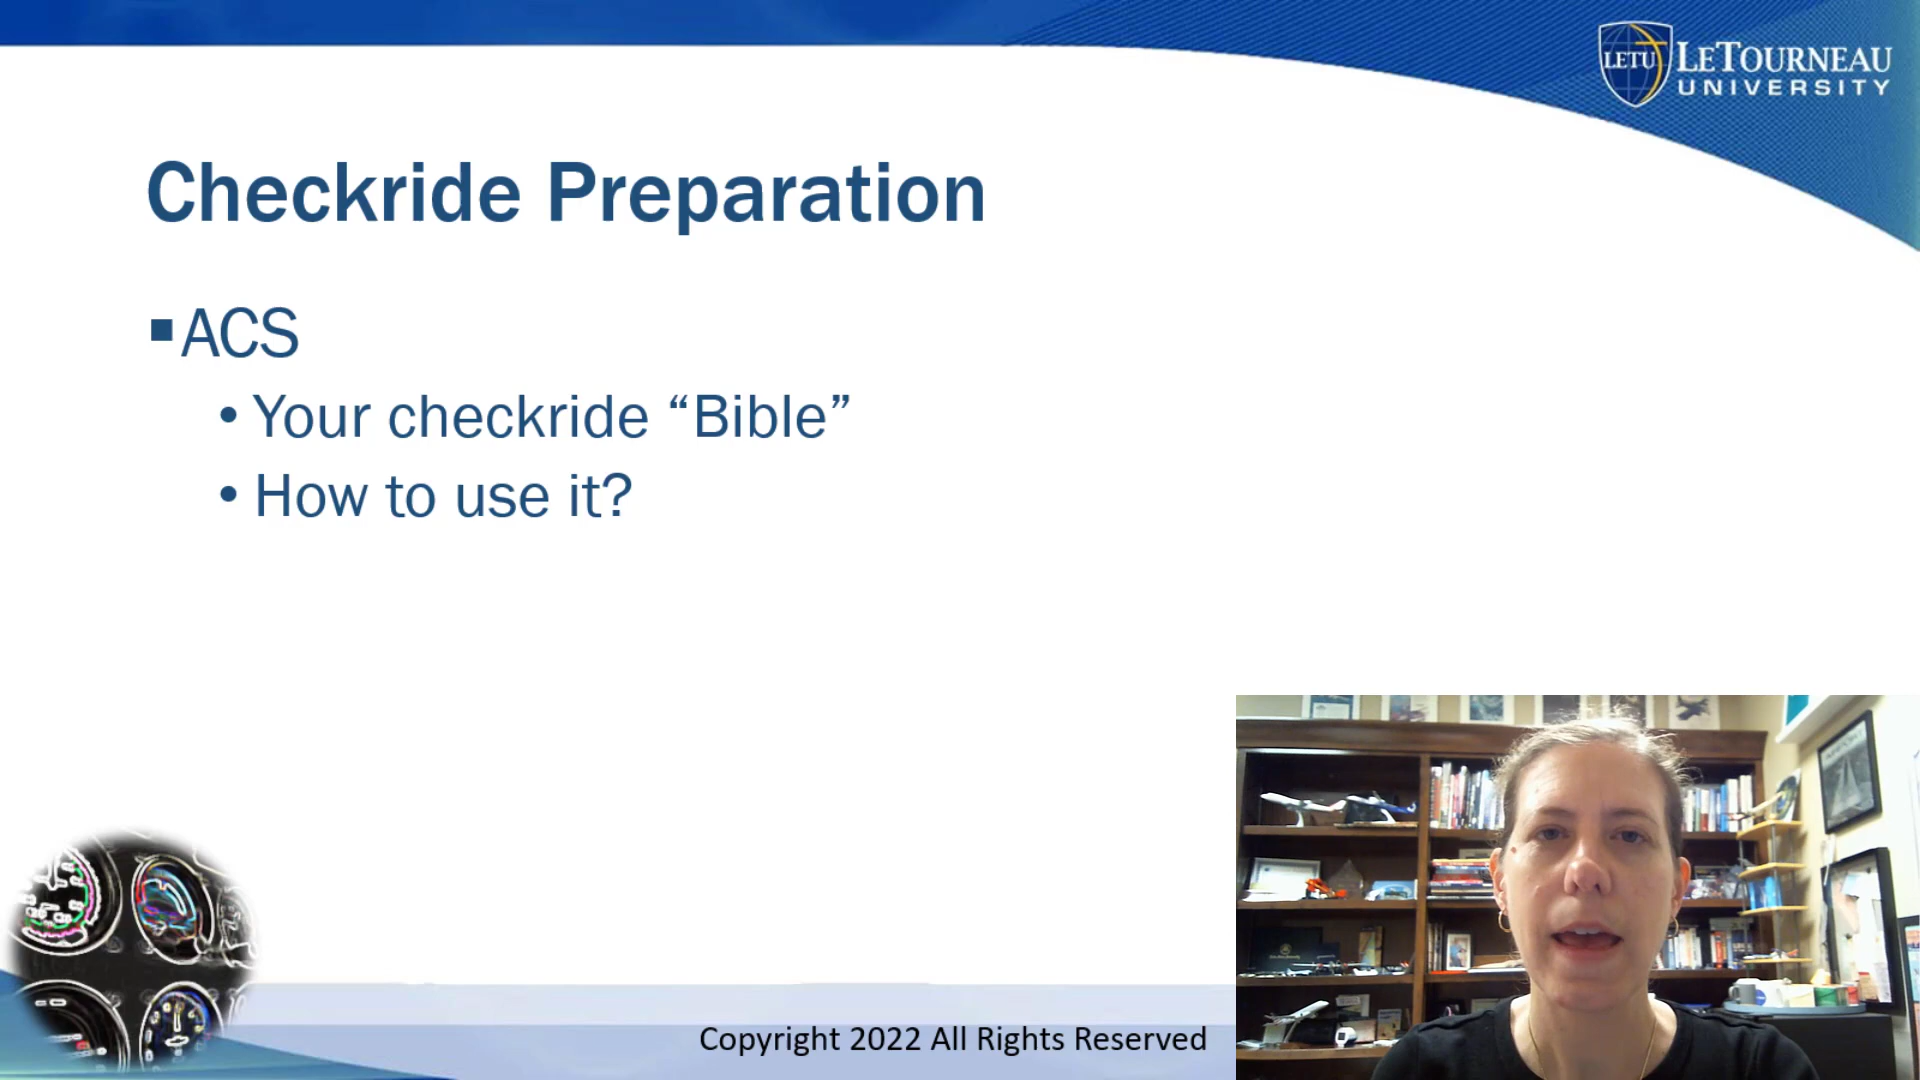 LETU
LETOURNEAU
UNIVERSITY
Checkride Preparation
▪ACS
• Your checkride “Bible”
• How to use it?
Copyright 2022 All Rights Reserved